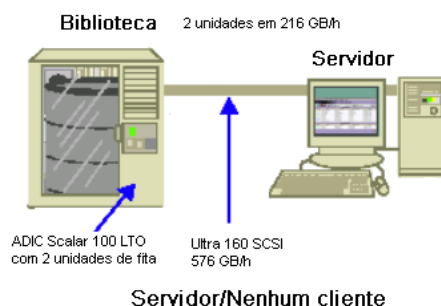 Biblioteca
2 unidades em 216 GB/h
Servidor
ADIC Scalar 100 LTO
com 2 unidades de fita
Ultra 160 SCSI
576 GB/h
Servidor/Nenhum cliente